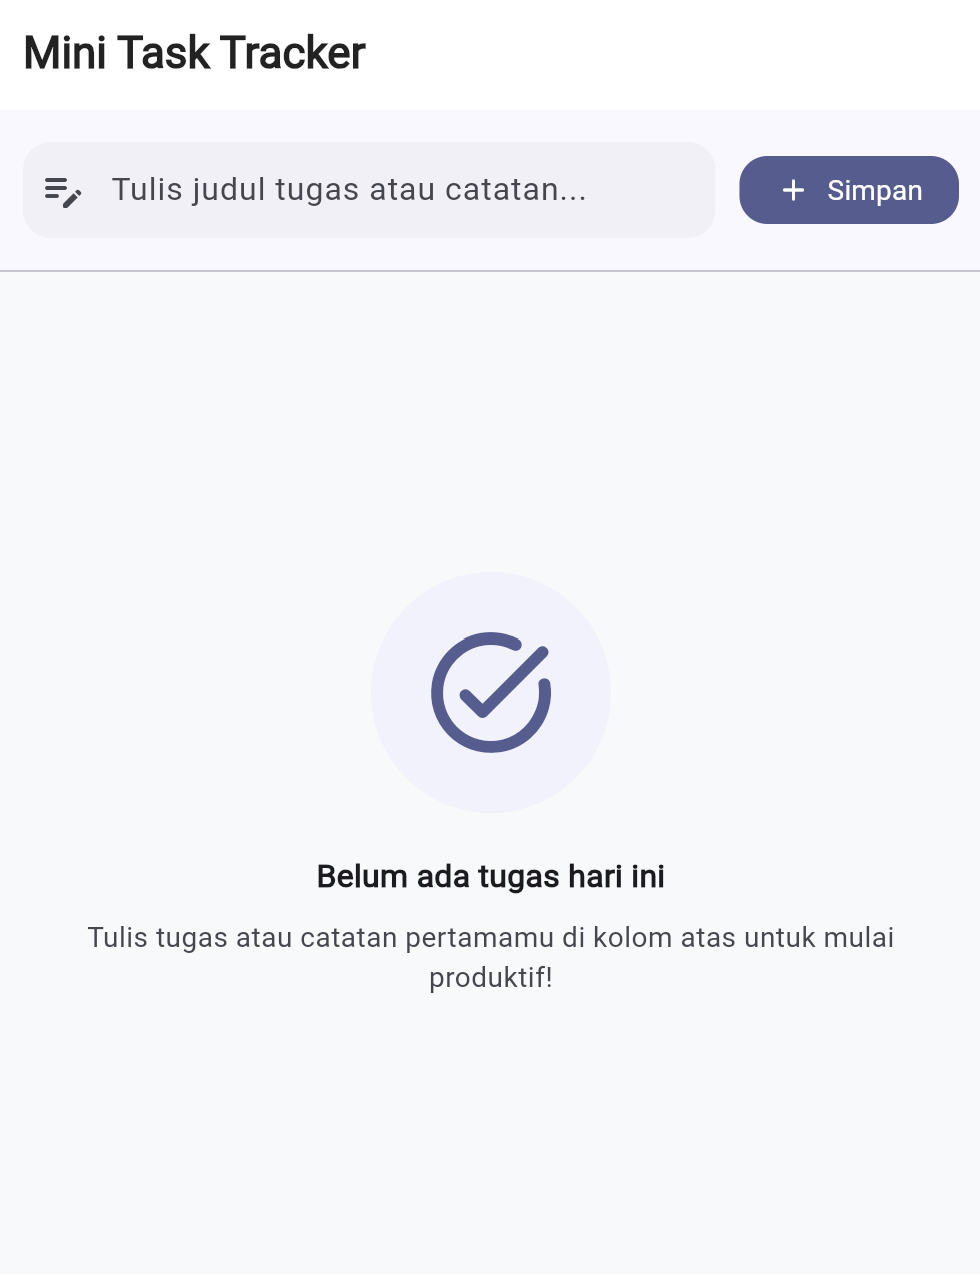 Mini Task Tracker
Tulis judul tugas atau catatan...
Simpan
Belum ada tugas hari ini
Tulis tugas atau catatan pertamamu di kolom atas untuk mulai
produktif!